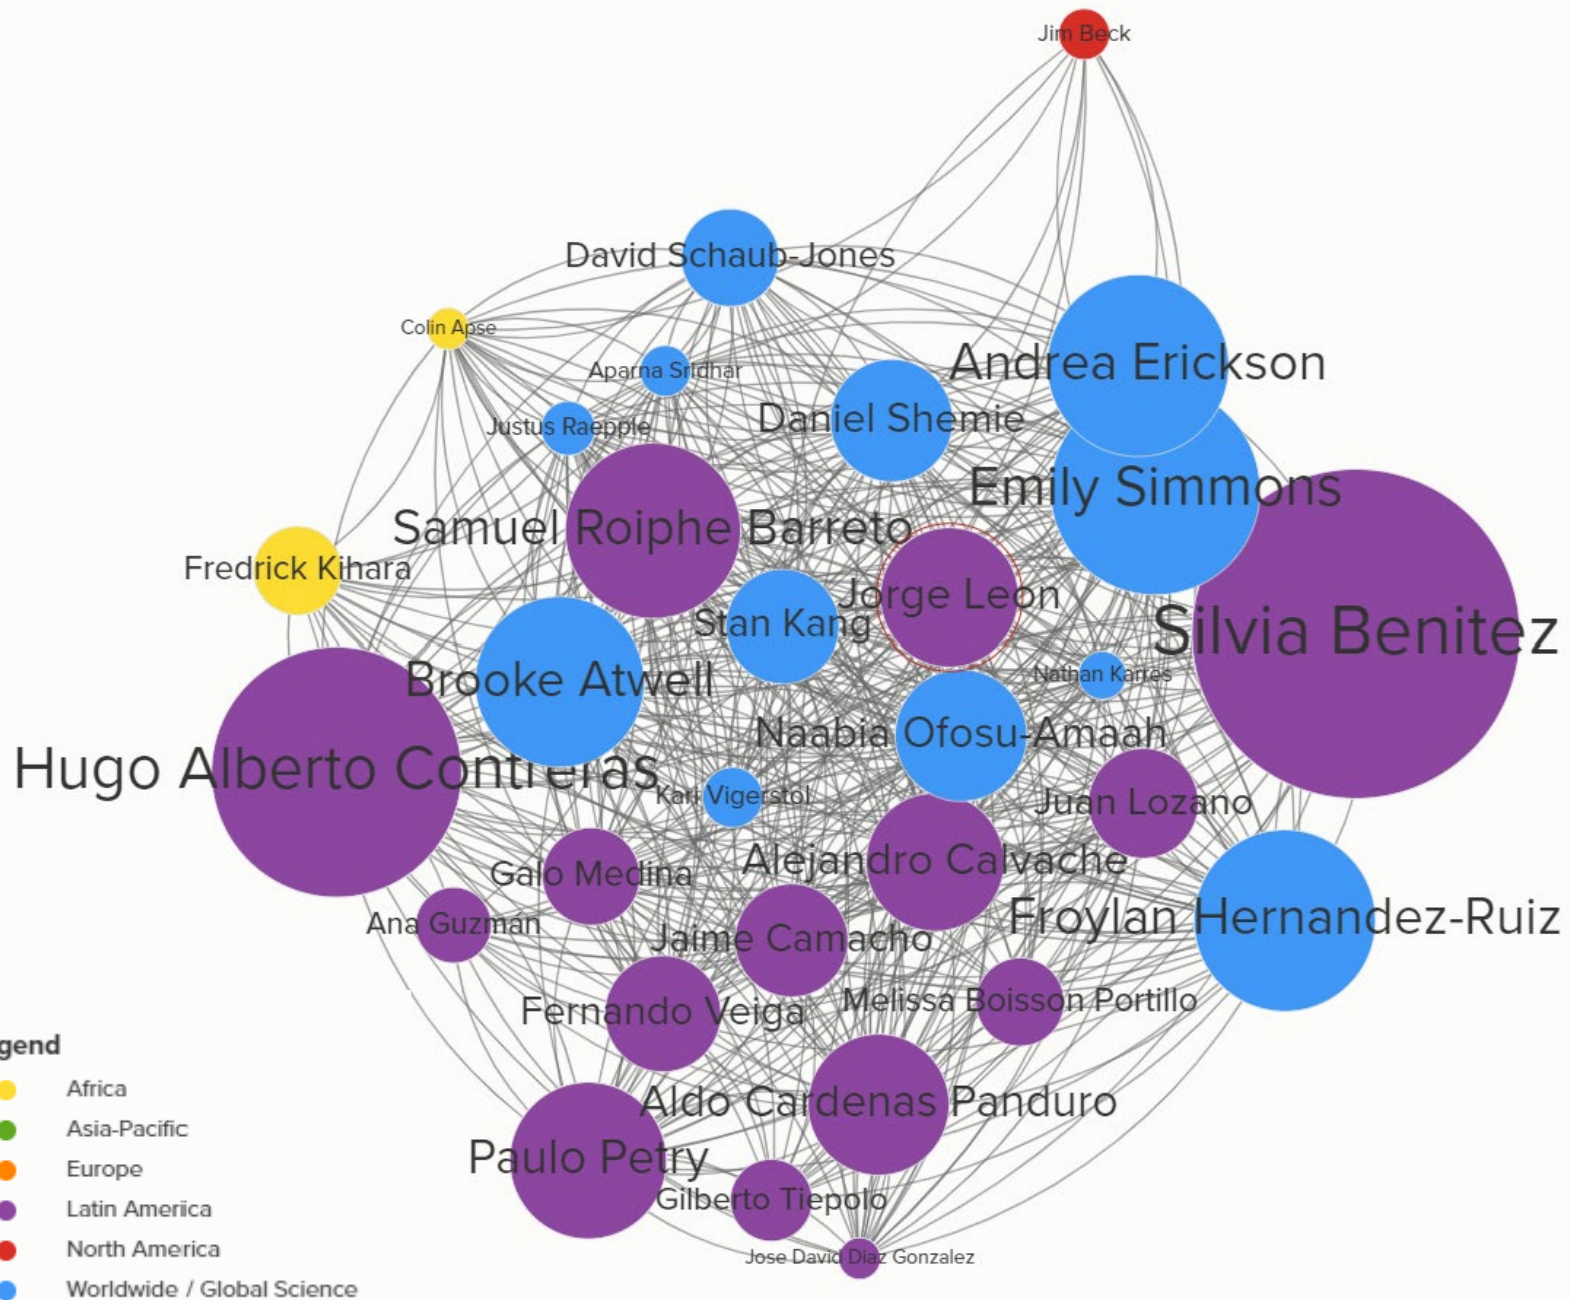 Jim Beck
David Schaub-Jones
Colin Apse
Andrea Erickson
Aparna Sridhar
Daniel Shemie
Justus Raepple
Emily Simmons
Samuel Roiphe Barreto
Fredrick Kihara
Jorge Leon
Stan Kang
Silvia Benitez
Nathan Karres
Brooke Atwell
Naabia Ofosu-Amaah
Hugo Alberto Contreras
Kari Vigerstol
Juan Lozano
Alejandro Calvache
Galo Medina
Froylan Hernandez-Ruiz
Ana Guzmán
Jaime Camacho
Melissa Boisson Portillo
Fernando Veiga
Aldo Cardenas Panduro
Paulo Petry
Gilberto Tiepolo
Jose David Diaz Gonzalez
gend
Africa
Asia-Pacific
Europe
Latin America
North America
Worldwide / Global Science